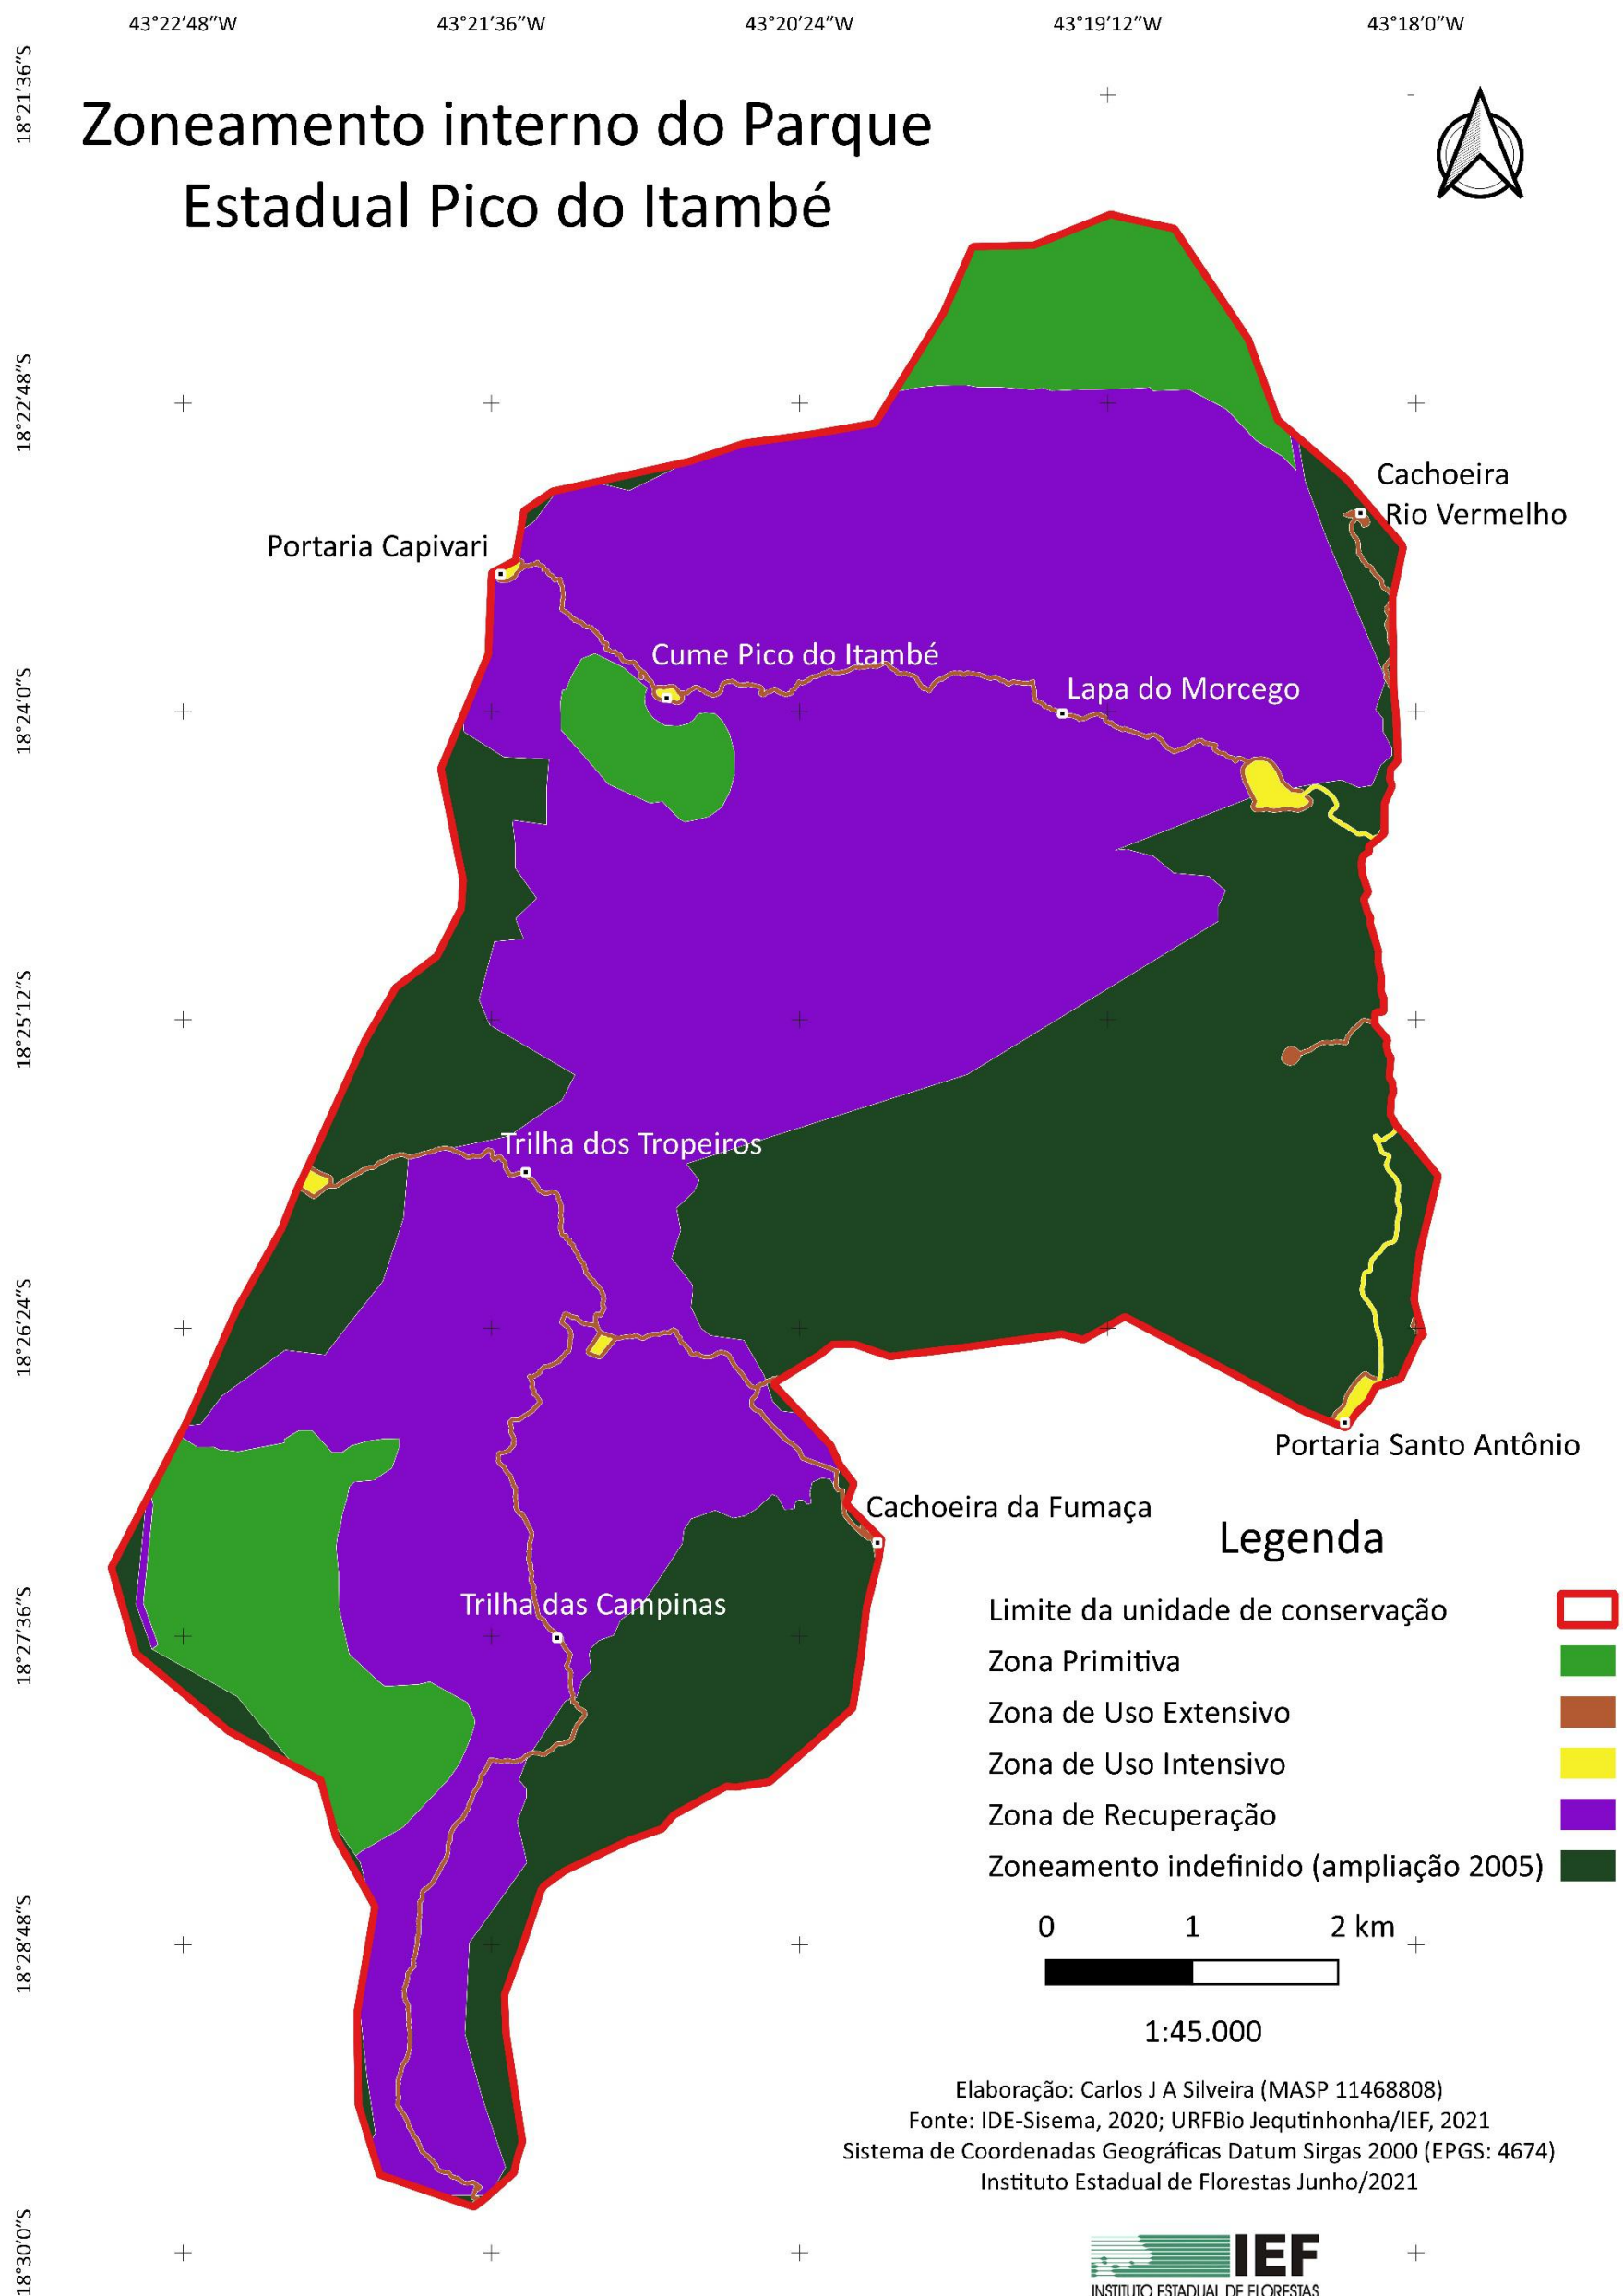 43°22′48″W
43°21′36″W
43°20′24″W
43°19′12″W
43°18′0″W
18°21′36″S
Zoneamento interno do Parque
Estadual Pico do Itambé
18°22′48″S
Cachoeira
Rio Vermelho
Portaria Capivari
Cume Pico do Itambé
Lapa do Morcego
18°24′0″S
18°25′12″S
Trilha dos Tropeiros
18°26′24″S
Portaria Santo Antônio
Cachoeira da Fumaça
Trilha das Campinas
18°27′36″S
Legenda
Limite da unidade de conservação
Zona Primitiva
Zona de Uso Extensivo
Zona de Uso Intensivo
Zona de Recuperação
Zoneamento indefinido (ampliação 2005)
18°28′48″S
0 1 2 km
1:45.000
Elaboração: Carlos J A Silveira (MASP 11468808)
Fonte: IDE-Sisema, 2020; URFBio Jequtinhonha/IEF, 2021
Sistema de Coordenadas Geográficas Datum Sirgas 2000 (EPGS: 4674)
Instituto Estadual de Florestas Junho/2021
18°30′0″S
IEF
INSTITUTO ESTADUAL DE FLORESTAS